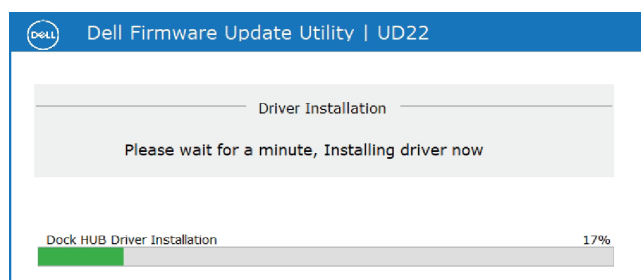 DELL Dell Firmware Update Utility | UD22
Driver Installation
Please wait for a minute, Installing driver now
Dock HUB Driver Installation 17%